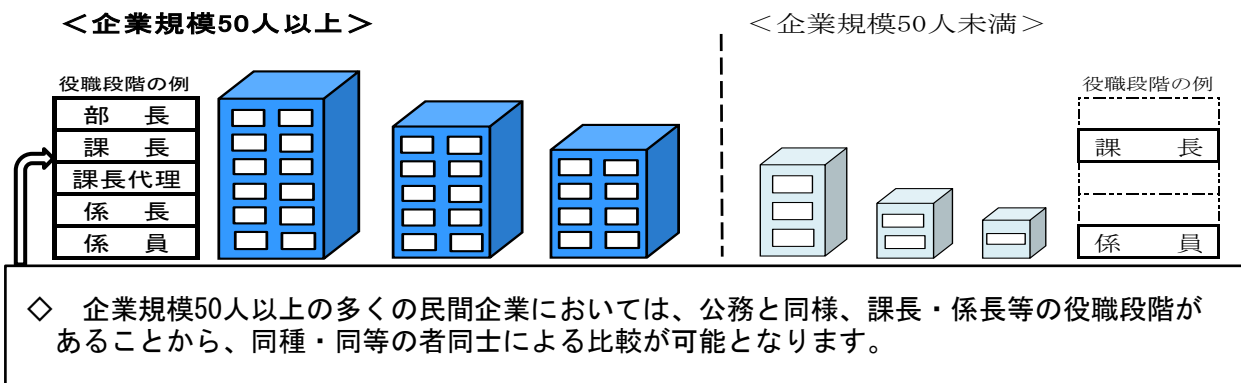 ＜企業規模50人以上＞
＜企業規模50人未満＞
役職段階の例
部　長
課　長
課長代理
係　長
係　員
役職段階の例
課　　長
係　　員
◇　企業規模50人以上の多くの民間企業においては、公務と同様、課長・係長等の役職段階が
あることから、同種・同等の者同士による比較が可能となります。